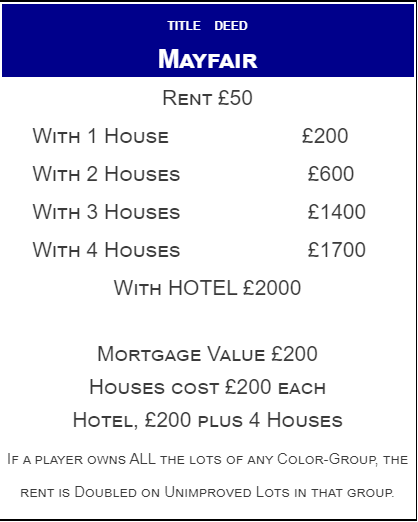 TITLE DEED
MAYFAIR
RENT £50
WITH 1 HOUSE £200
WITH 2 HOUSES £600
WITH 3 HOUSES £1400
WITH 4 HOUSES £1700
WITH HOTEL £2000
MORTGAGE VALUE £200
HOUSES COST £200 EACH
HOTEL, £200 PLUS 4 HOUSES
IF A PLAYER OWNS ALL THE LOTS OF ANY COLOR-GROUP, THE
RENT IS DOUBLED ON UNIMPROVED LOTS IN THAT GROUP.